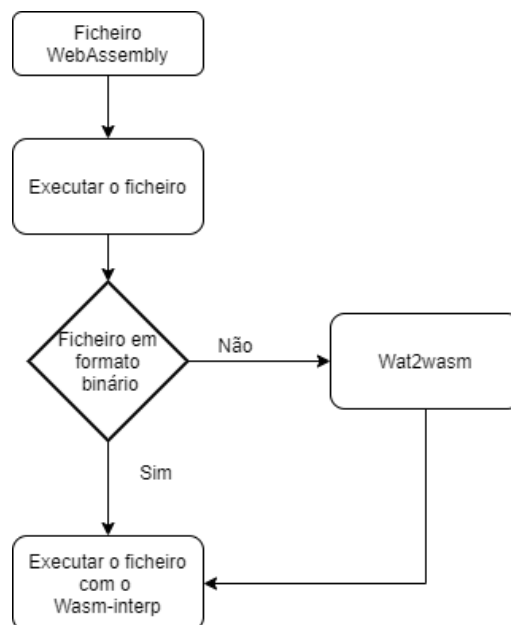 Ficheiro
WebAssembly
Executar o ficheiro
Ficheiro em
formato
binário
Não
Wat2wasm
Sim
Executar o ficheiro
com o
Wasm-interp